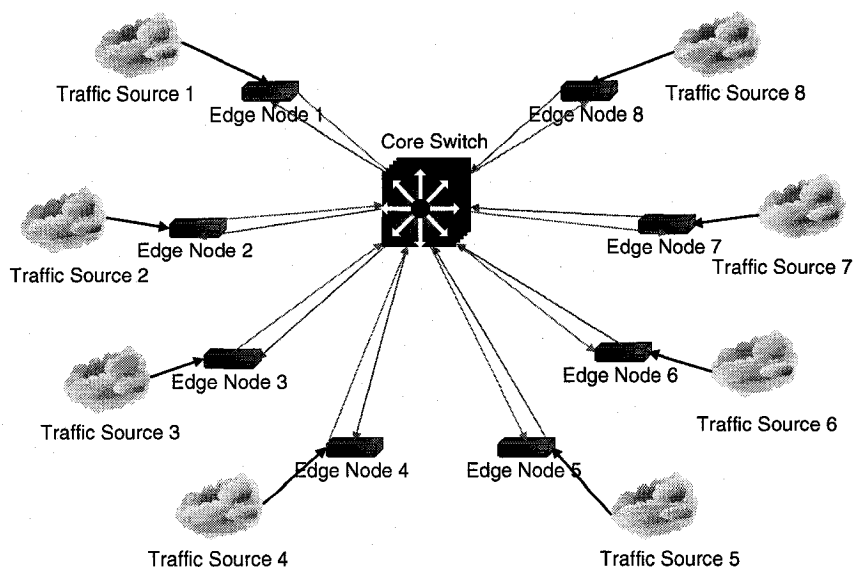 Traffic Source 1
Edge Node 1
Edge Node 8
Traffic Source 8
Core Switch
Traffic Source 2
Edge Node 2
Edge Node 7
Traffic Source 7
Traffic Source 3
Edge Node 3
Edge Node 6
Traffic Source 6
Edge Node 4
Edge Node 5
Traffic Source 4
Traffic Source 5